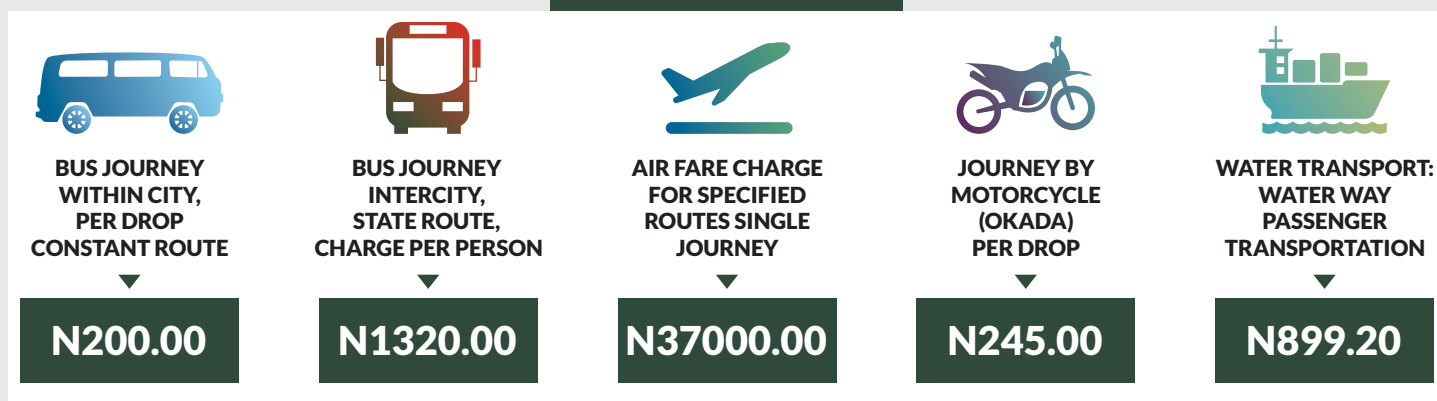 BUS JOURNEY
WITHIN CITY,
PER DROP
CONSTANT ROUTE
N200.00
BUS JOURNEY
INTERCITY,
STATE ROUTE,
CHARGE PER PERSON
N1320.00
AIR FARE CHARGE
FOR SPECIFIED
ROUTES SINGLE
JOURNEY
N37000.00
JOURNEY BY
MOTORCYCLE
(OKADA)
PER DROP
N245.00
WATER TRANSPORT:
WATER WAY
PASSENGER
TRANSPORTATION
N899.20